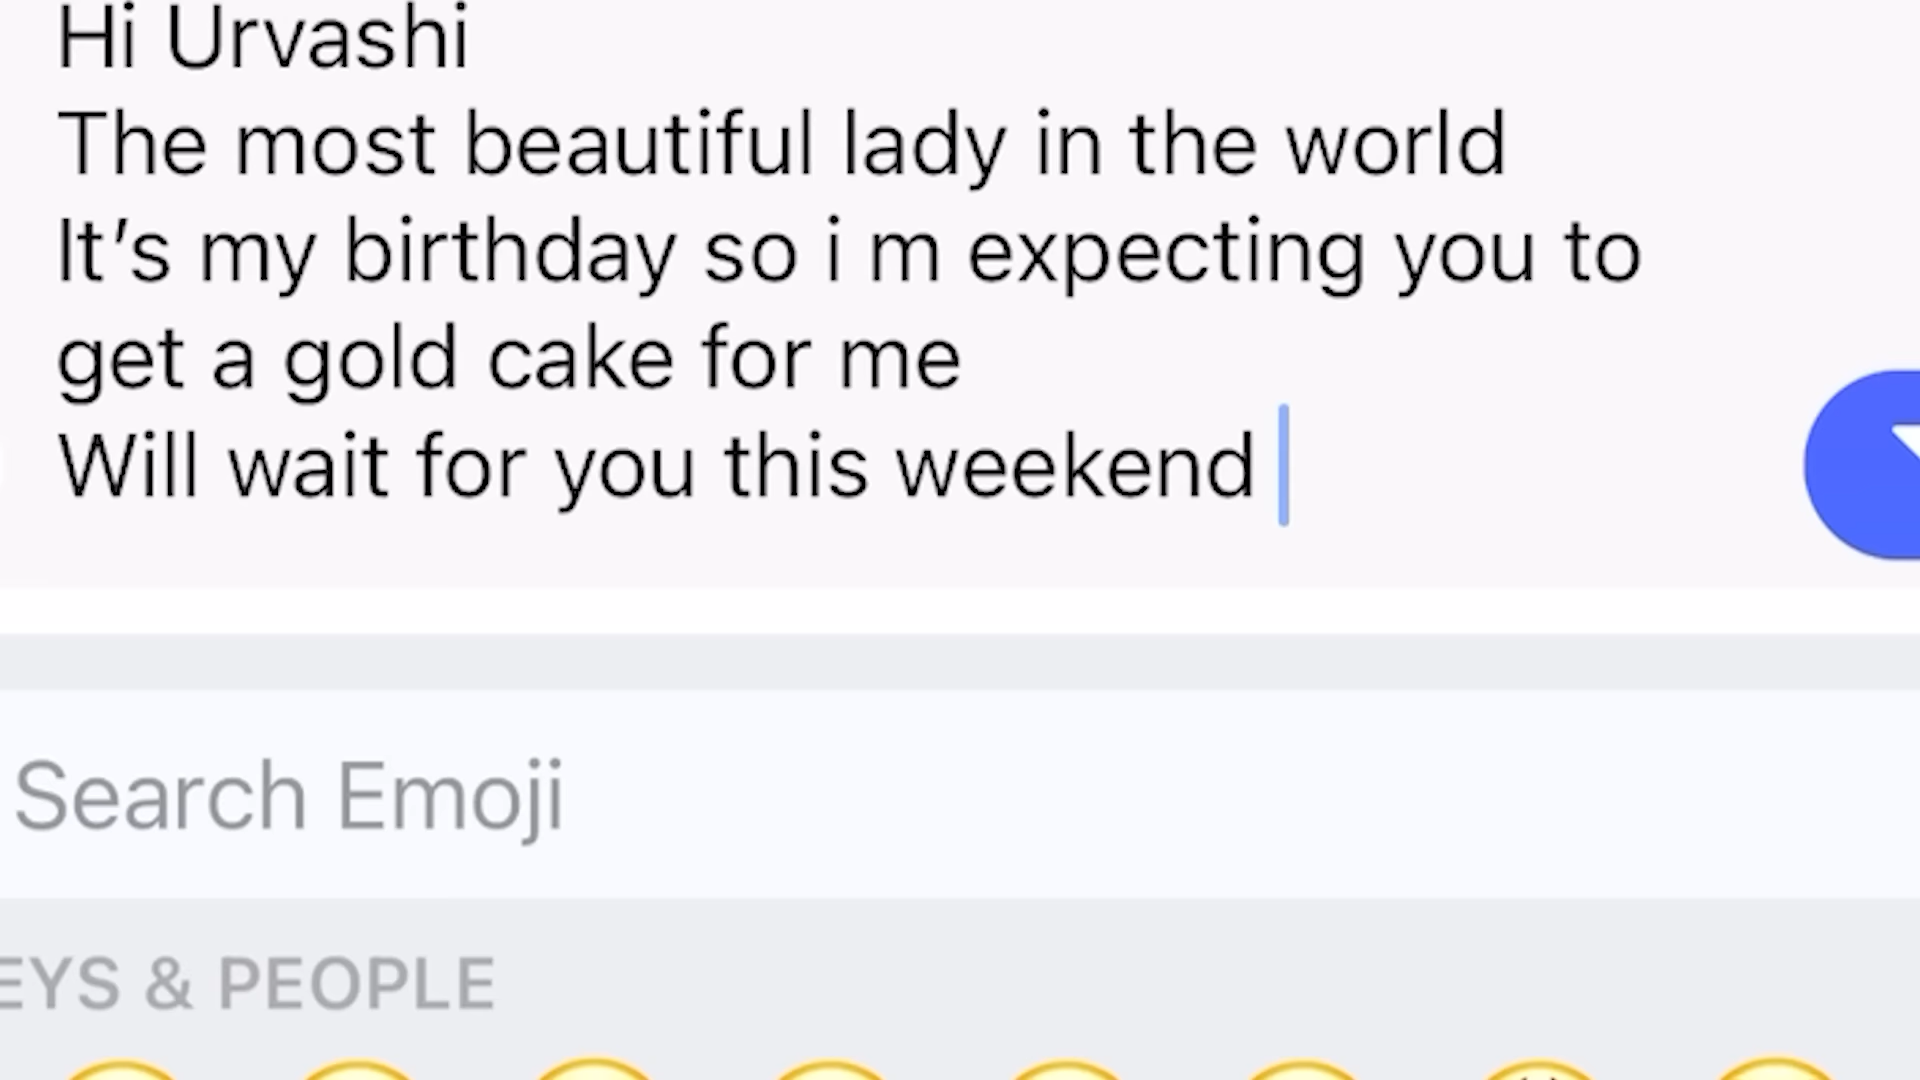 Hi Urvashi
The most beautiful lady in the world
It’s my birthday so i m expecting you to
get a gold cake for me
Will wait for you this weekend
Search Emoji
EYS & PEOPLE